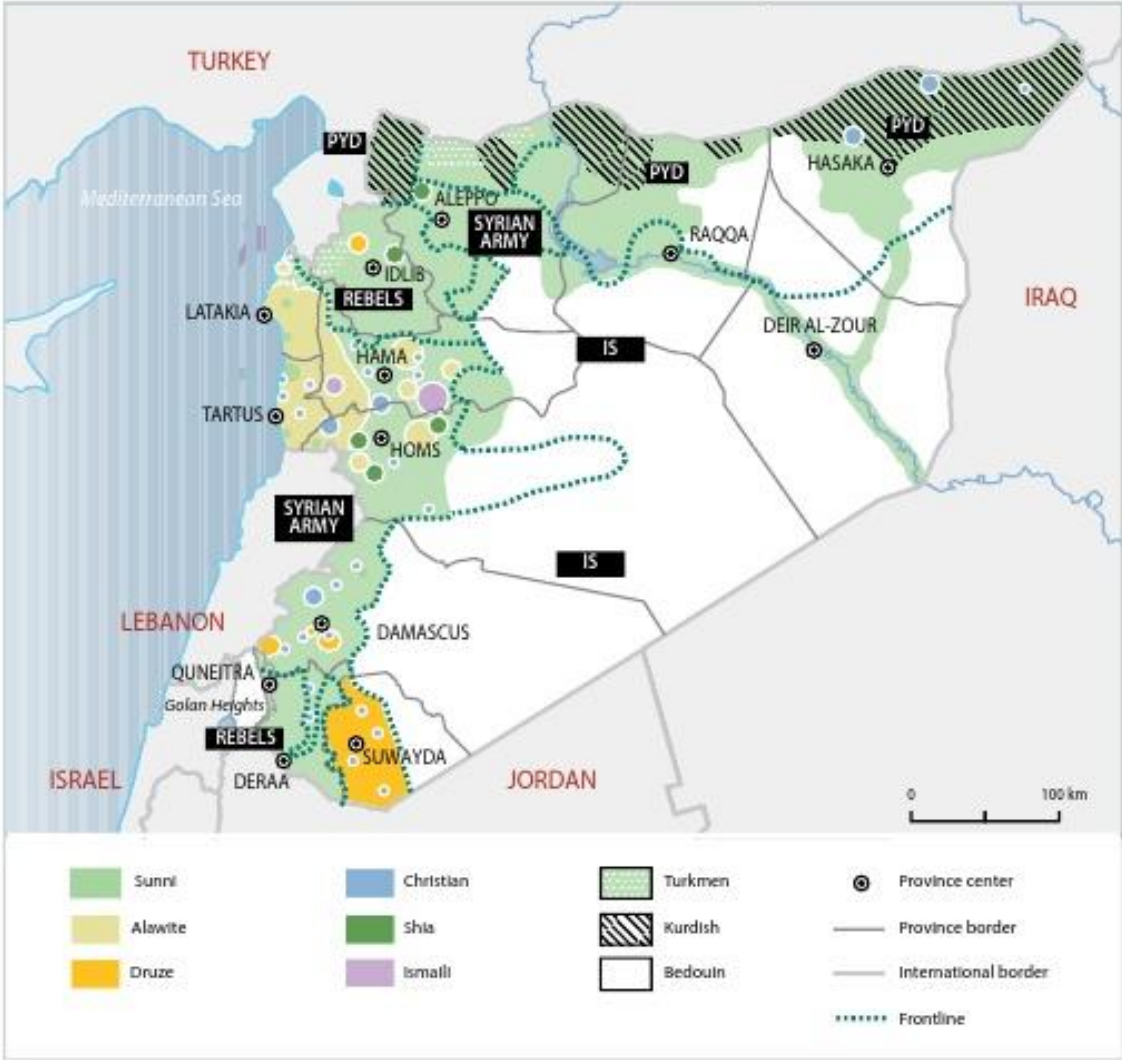 TURKEY
PYD
PYD
HASAKA
PYD
Mediterranean Sea
ALEPPO
SYRIAN
ARMY
RAQQA
IDLIB
REBELS
LATAKIA
IRAQ
DEIR AL-ZOUR
IS
HAMA
TARTUS
HOMS
SYRIAN
ARMY
IS
LEBANON
DAMASCUS
QUNEITRA
Golan Heights
REBELS
SUWAYDA
ISRAEL
DERAA
JORDAN
0 100 km
Sunni
Alawite
Druze
Christian
Shia
Ismaili
Turkmen
Kurdish
Bedouin
Province center
Province border
International border
Frontline